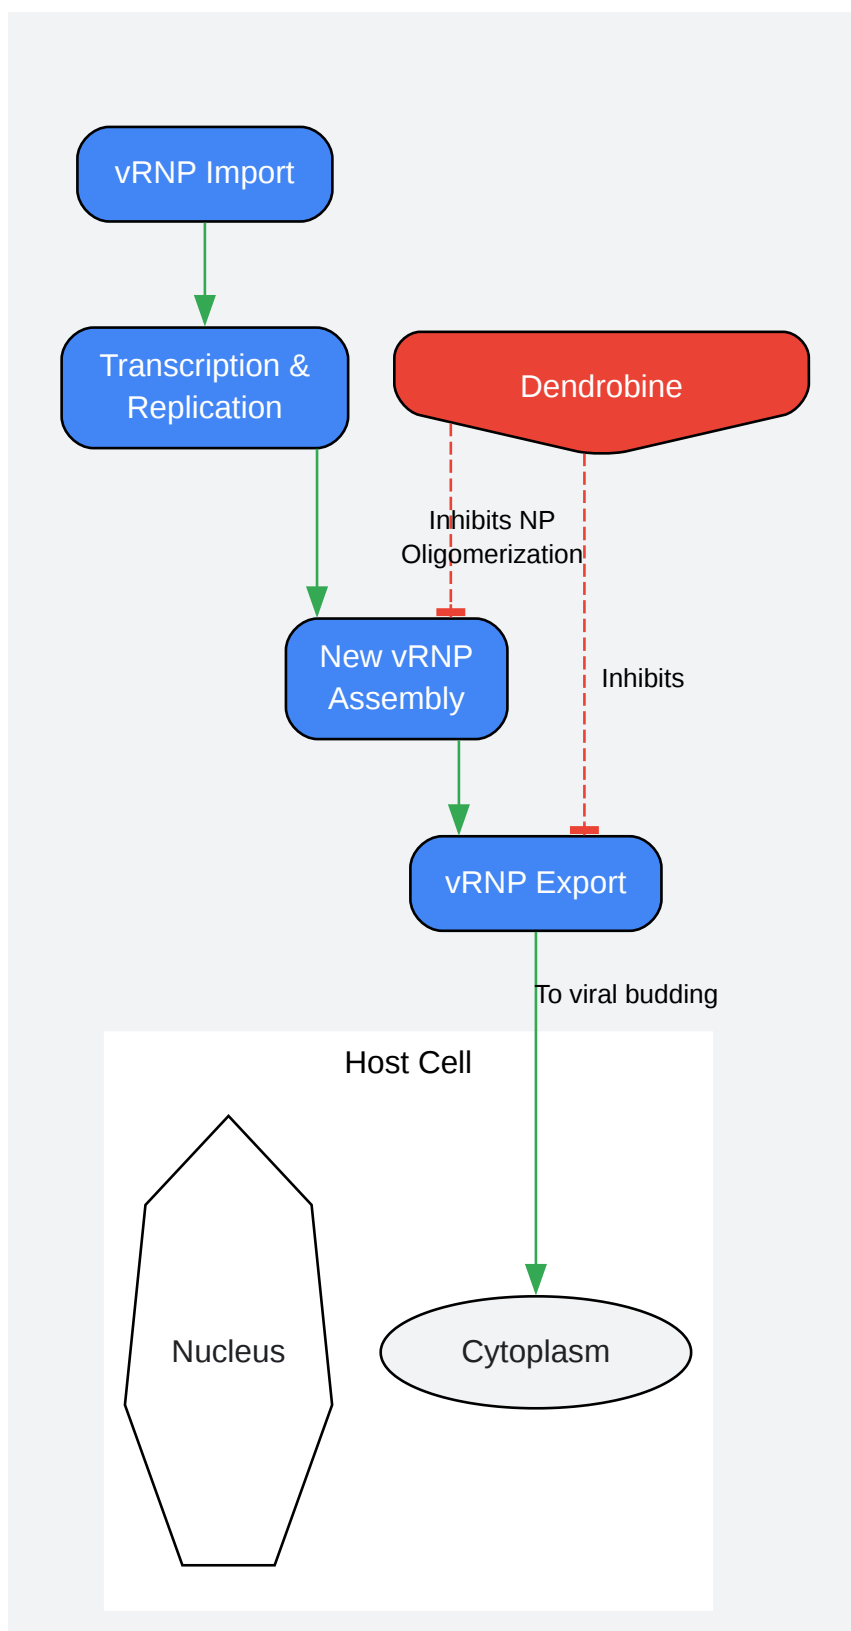 vRNP Import
Transcription &
Replication
Dendrobine
Inhibits NP
Oligomerization
New vRNP
Assembly
Inhibits
vRNP Export
To viral budding
Host Cell
Nucleus
Cytoplasm